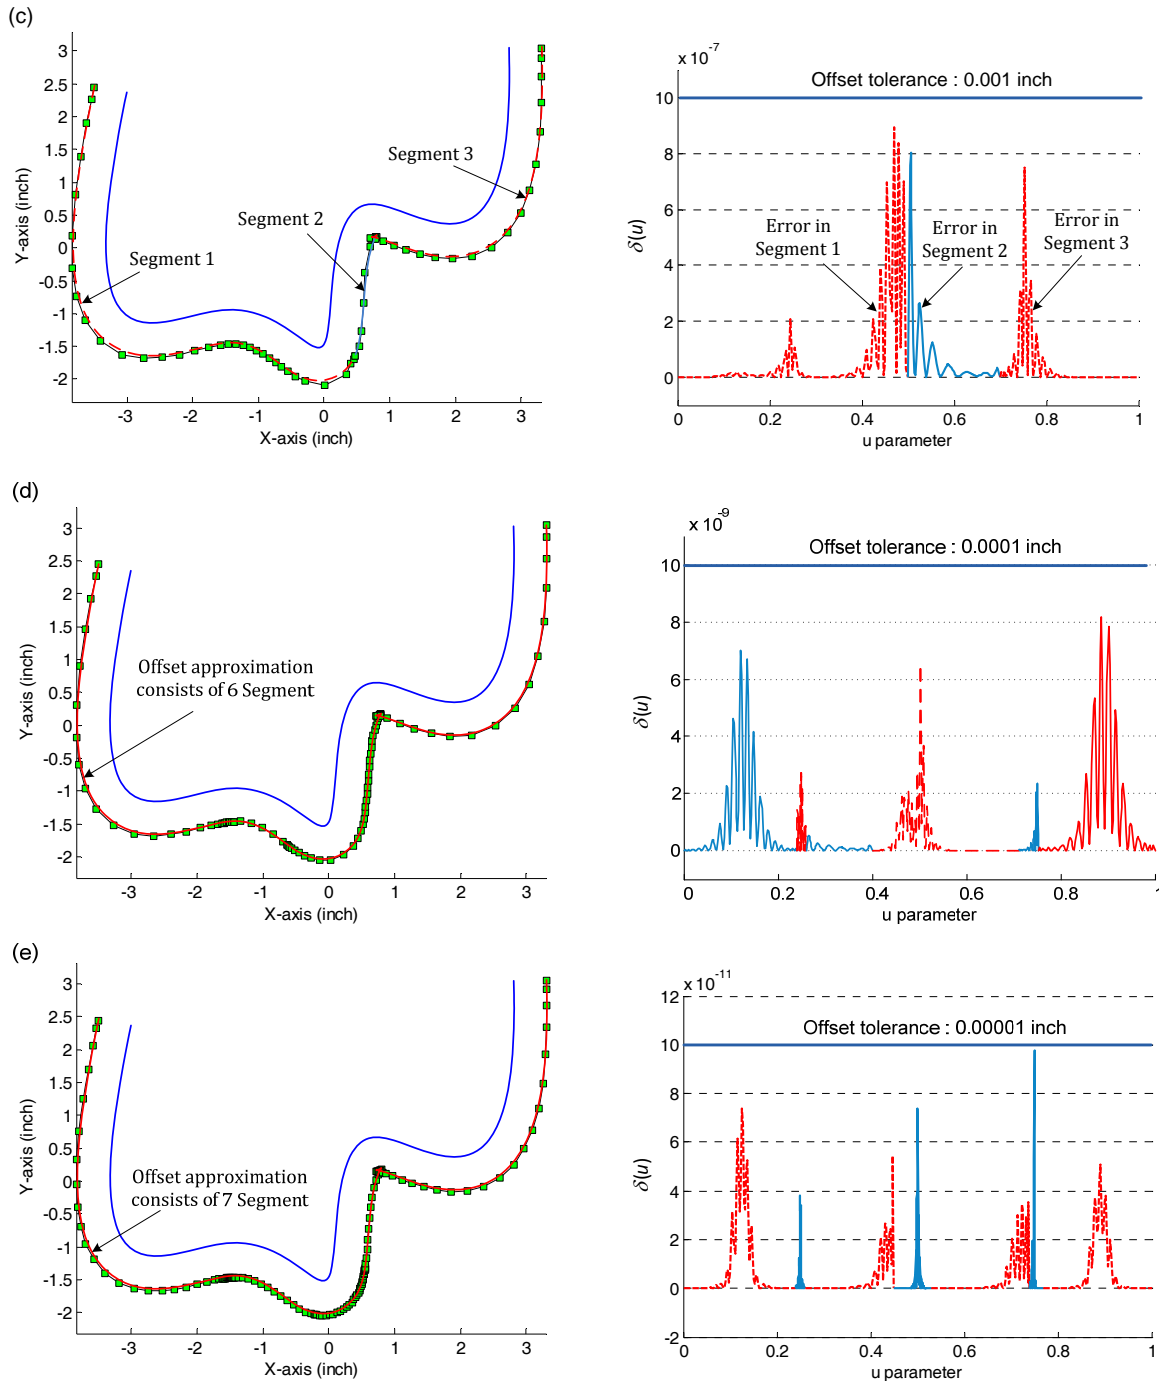 (c)
3
2.5
2
1.5
1
0.5
0
-0.5
-1
-1.5
-2
Y-axis (inch)
-3 -2 -1 0 1 2 3
X-axis (inch)
Segment 1
Segment 2
Segment 3
x 10^-7
Offset tolerance : 0.001 inch
10
8
6
4
2
0
δ(u)
Error in
Segment 1
Error in
Segment 2
Error in
Segment 3
0 0.2 0.4 0.6 0.8 1
u parameter
(d)
3
2.5
2
1.5
1
0.5
0
-0.5
-1
-1.5
-2
Y-axis (inch)
Offset approximation
consists of 6 Segment
-3 -2 -1 0 1 2 3
X-axis (inch)
x 10^-9
Offset tolerance : 0.0001 inch
10
8
6
4
2
0
δ(u)
0 0.2 0.4 0.6 0.8 1
u parameter
(e)
3
2.5
2
1.5
1
0.5
0
-0.5
-1
-1.5
-2
Y-axis (inch)
Offset approximation
consists of 7 Segment
-3 -2 -1 0 1 2 3
X-axis (inch)
x 10^-11
12
Offset tolerance : 0.00001 inch
10
8
6
4
2
0
-2
δ(u)
0 0.2 0.4 0.6 0.8 1
u parameter